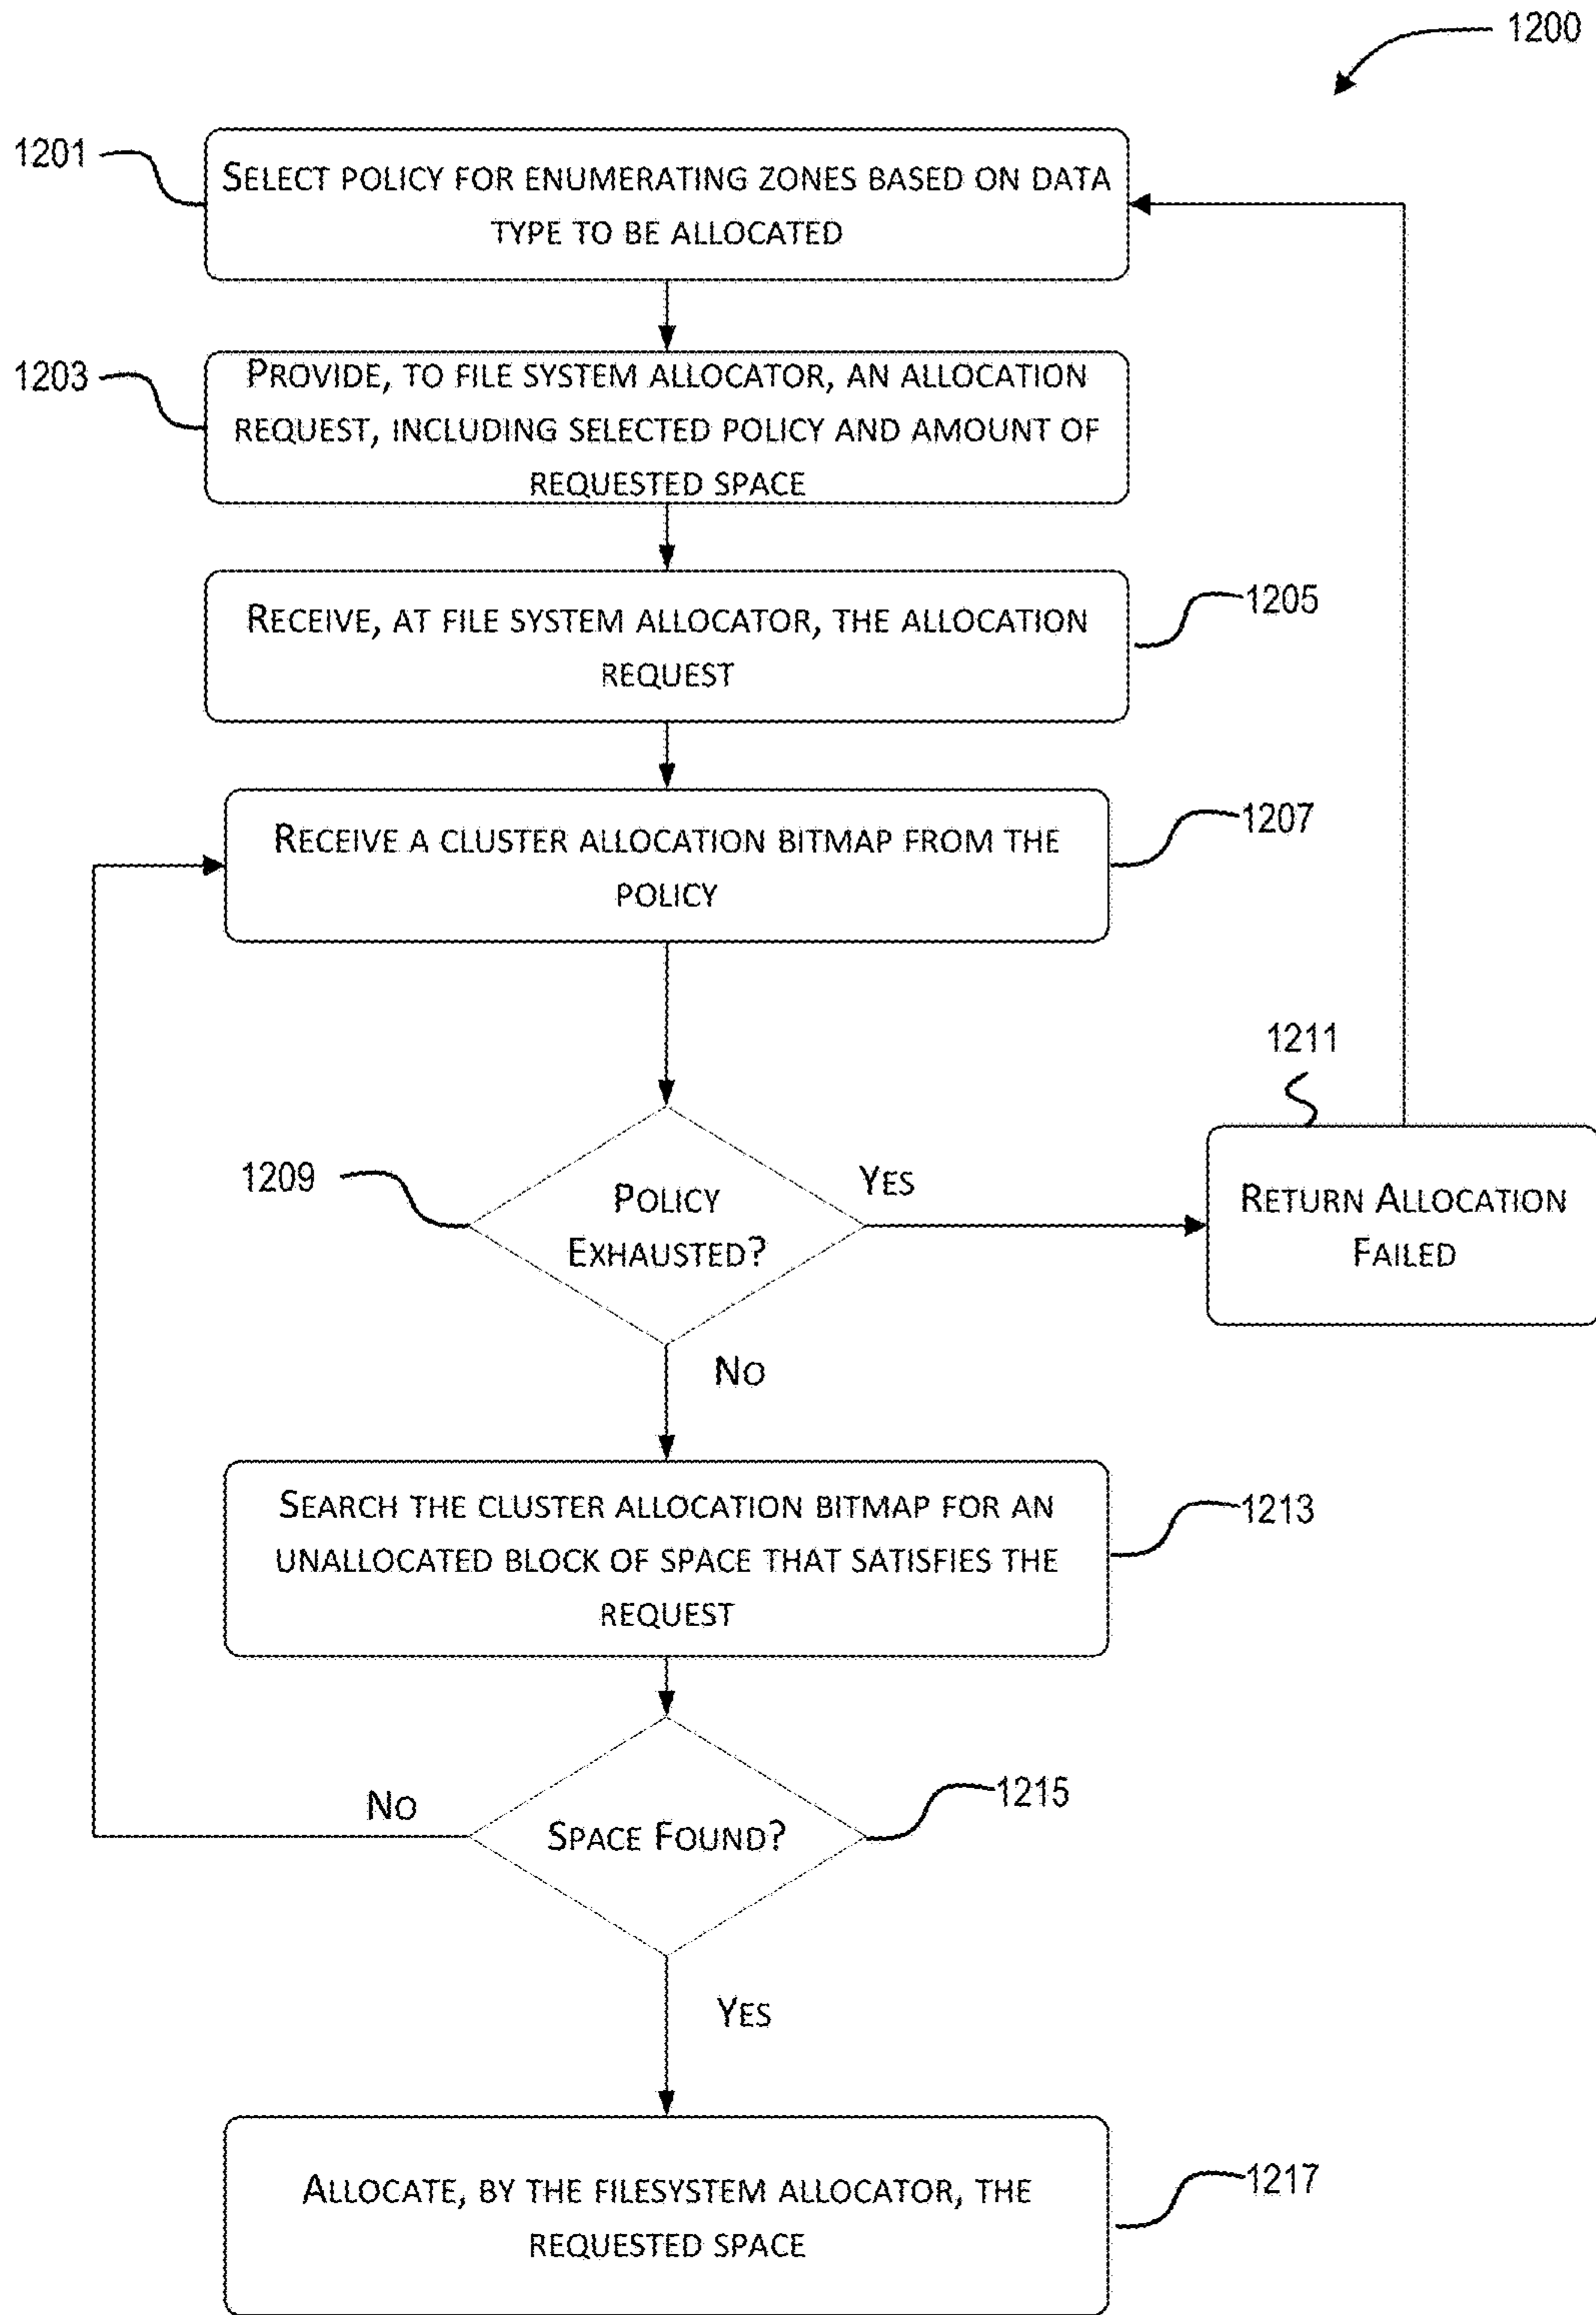 1200
1201
SELECT POLICY FOR ENUMERATING ZONES BASED ON DATA
TYPE TO BE ALLOCATED
1203
PROVIDE, TO FILE SYSTEM ALLOCATOR, AN ALLOCATION
REQUEST, INCLUDING SELECTED POLICY AND AMOUNT OF
REQUESTED SPACE
1205
RECEIVE, AT FILE SYSTEM ALLOCATOR, THE ALLOCATION
REQUEST
1207
RECEIVE A CLUSTER ALLOCATION BITMAP FROM THE
POLICY
1209
POLICY
EXHAUSTED?
YES
1211
RETURN ALLOCATION
FAILED
NO
1213
SEARCH THE CLUSTER ALLOCATION BITMAP FOR AN
UNALLOCATED BLOCK OF SPACE THAT SATISFIES THE
REQUEST
1215
NO
SPACE FOUND?
YES
1217
ALLOCATE, BY THE FILESYSTEM ALLOCATOR, THE
REQUESTED SPACE